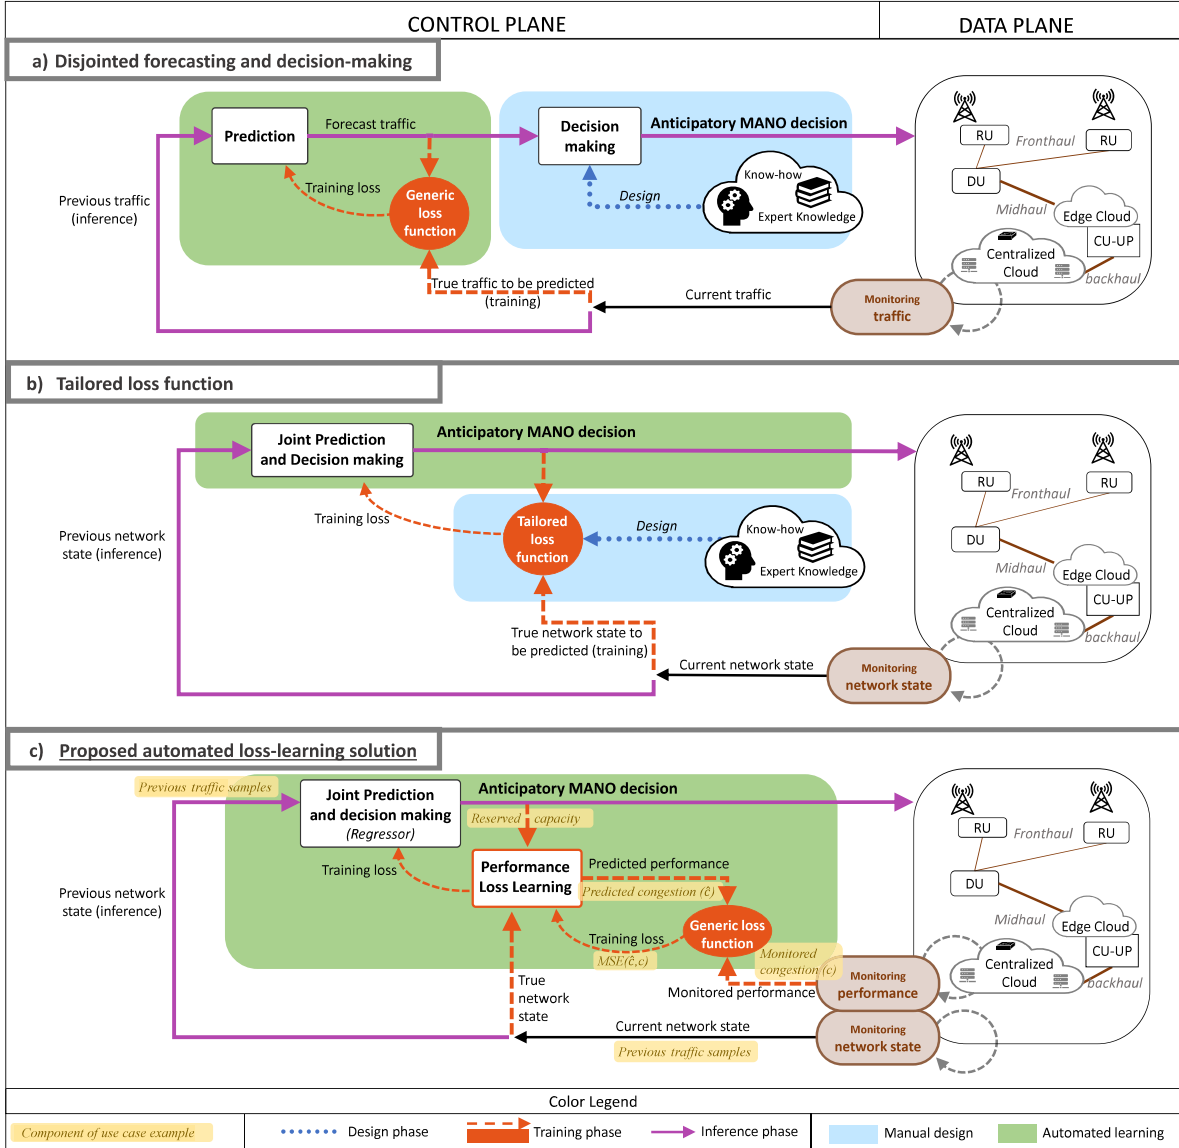 CONTROL PLANE
DATA PLANE
a) Disjointed forecasting and decision-making
Prediction
Forecast traffic
Training loss
Generic
loss
function
Decision
making
Anticipatory MANO decision
Design
Know-how
Expert Knowledge
Previous traffic
(inference)
True traffic to be predicted
(training)
Current traffic
Monitoring
traffic
RU
Fronthaul
RU
DU
Midhaul
Edge Cloud
CU-UP
Centralized
Cloud
backhaul
b) Tailored loss function
Joint Prediction
and Decision making
Anticipatory MANO decision
Training loss
Tailored
loss
function
Design
Know-how
Expert Knowledge
Previous network
state (inference)
True network state to
be predicted (training)
Current network state
Monitoring
network state
RU
Fronthaul
RU
DU
Midhaul
Edge Cloud
CU-UP
Centralized
Cloud
backhaul
c) Proposed automated loss-learning solution
Previous traffic samples
Joint Prediction
and decision making
(Regressor)
Anticipatory MANO decision
Reserved capacity
Training loss
Performance
Loss Learning
Predicted performance
Predicted congestion (ĉ)
Generic loss
function
Training loss
MSE(ĉ,c)
Monitored
congestion (c)
Monitored performance
Previous network
state (inference)
True
network
state
Current network state
Previous traffic samples
Monitoring
performance
Monitoring
network state
RU
Fronthaul
RU
DU
Midhaul
Edge Cloud
CU-UP
Centralized
Cloud
backhaul
Color Legend
Component of use case example
Design phase
Training phase
Inference phase
Manual design
Automated learning